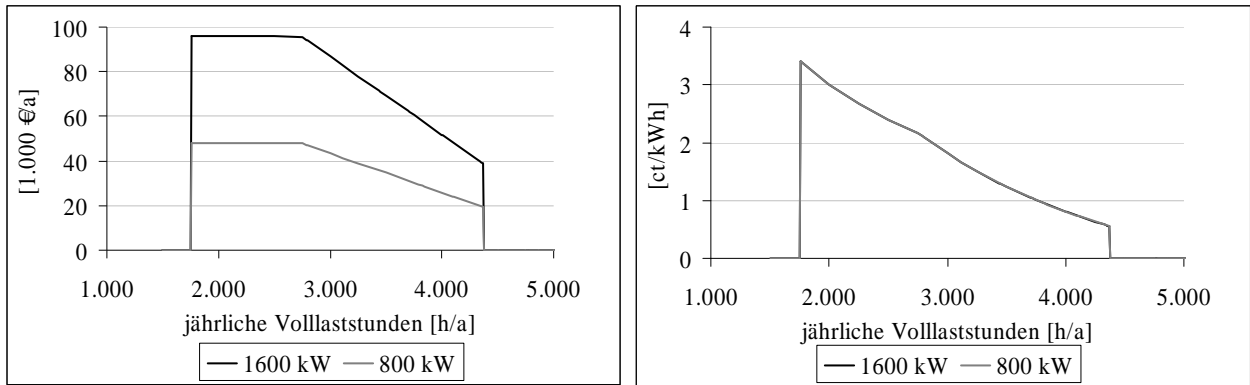 [1.000 €/a]
100
80
60
40
20
0
1.000 2.000 3.000 4.000 5.000
jährliche Volllaststunden [h/a]
1600 kW 800 kW
[ct/kWh]
4
3
2
1
0
1.000 2.000 3.000 4.000 5.000
jährliche Volllaststunden [h/a]
1600 kW 800 kW